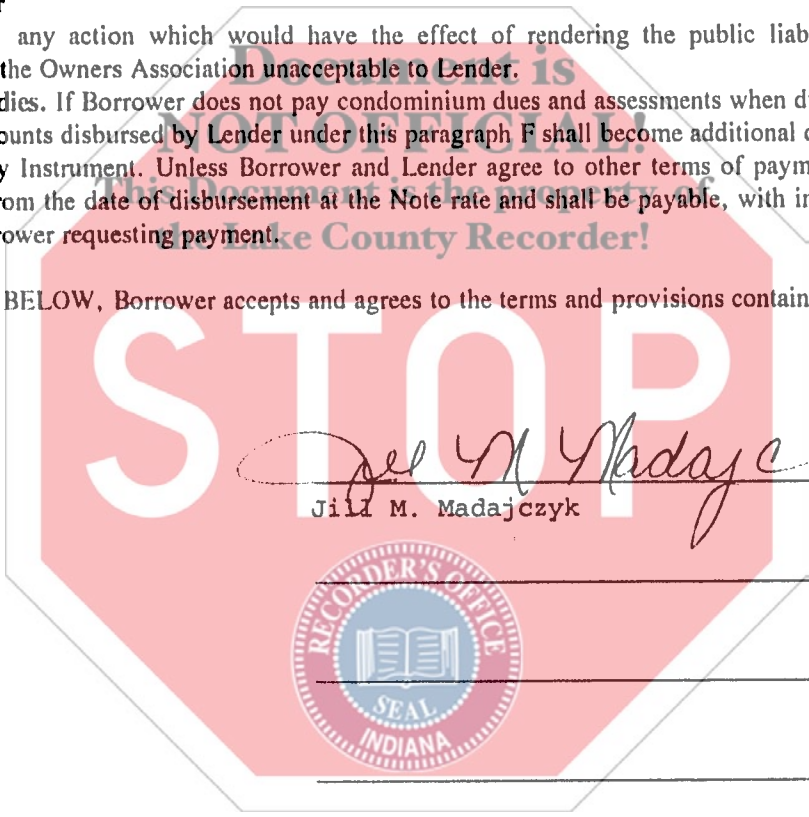 r
any action which would have the effect of rendering the public liab
the Owners Association unacceptable to Lender.
dies. If Borrower does not pay condominium dues and assessments when d
ounts disbursed by Lender under this paragraph F shall become additional d
y Instrument. Unless Borrower and Lender agree to other terms of paym
om the date of disbursement at the Note rate and shall be payable, with in
rower requesting payment.
BELOW, Borrower accepts and agrees to the terms and provisions contain
Document is
NOT OFFICIAL!
This Document is the property of
the Lake County Recorder!
STOP
Jill M Madajc
Jill M. Madajczyk
RECORDER'S OFFICE
SEAL
INDIANA